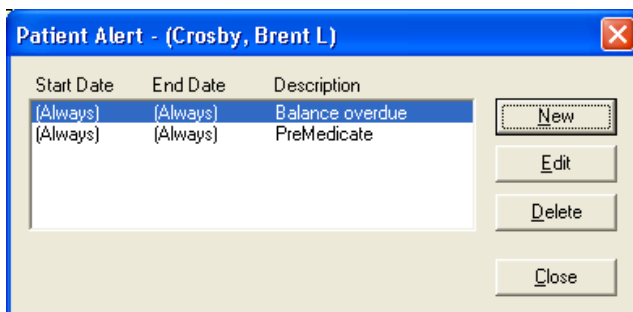 Patient Alert - (Crosby, Brent L)
Start Date End Date Description
(Always) (Always) Balance overdue
(Always) (Always) PreMedicate
New
Edit
Delete
Close